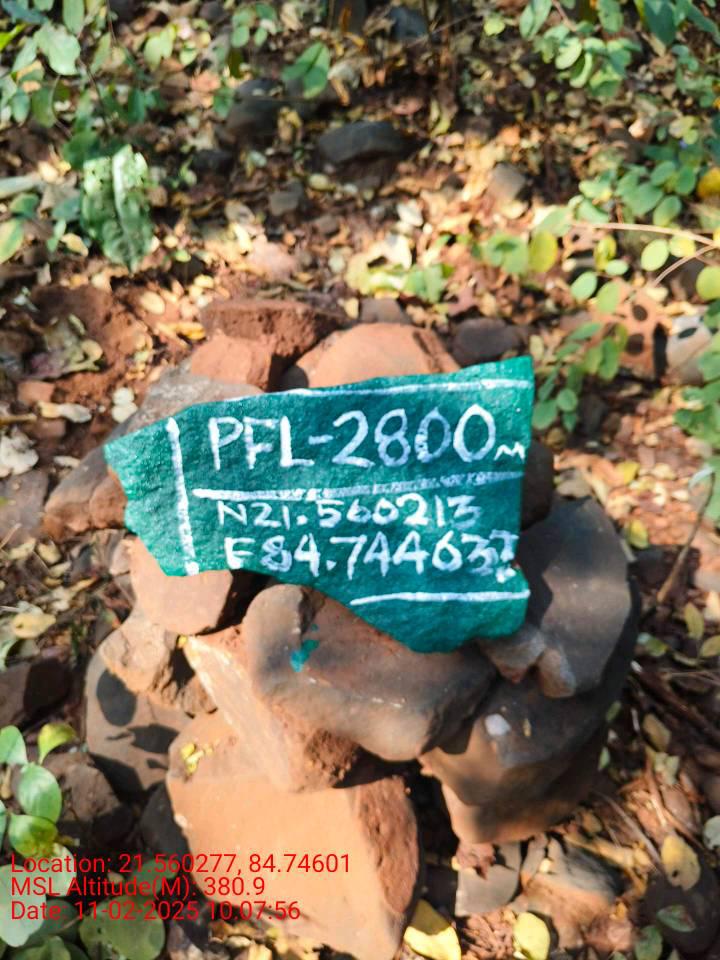 PFL-2800M
N21.560213
E84.744637
Location: 21.560277, 84.74601
MSL Altitude(M): 380.9
Date: 11-02-2025 10:07:56